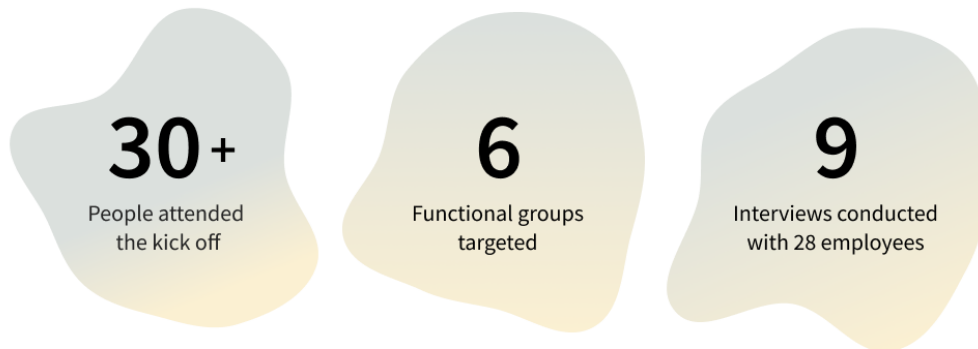 30+
People attended
the kick off
6
Functional groups
targeted
9
Interviews conducted
with 28 employees